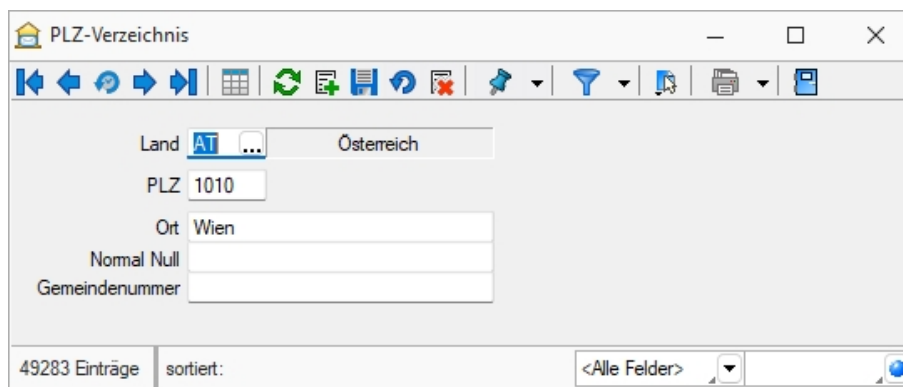 PLZ-Verzeichnis
Land AT ... Österreich
PLZ 1010
Ort Wien
Normal Null
Gemeindenummer
49283 Einträge sortiert: <Alle Felder>